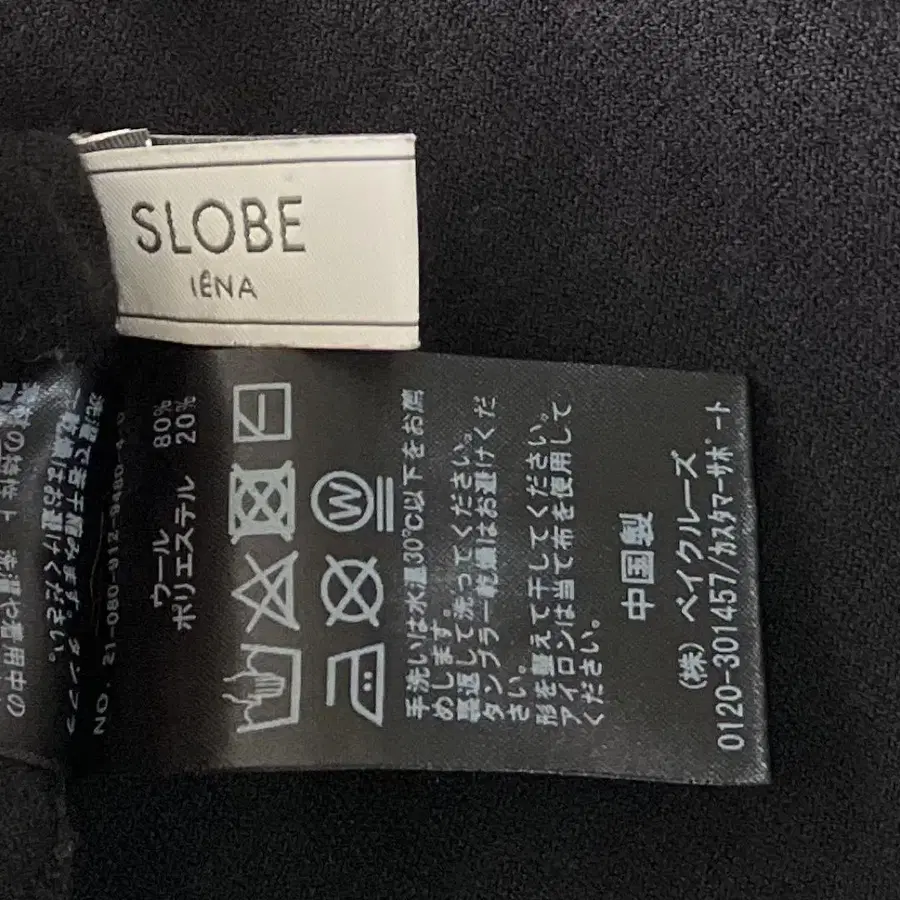 SLOBE
IÉNA
ウール 80%
ポリエステル 20%
W
手洗いは水温30℃以下をお薦
めします。
裏返して洗ってください。
タンブラー乾燥はお避けくだ
さい。
形を整えて干してください。
アイロンは当て布を使用して
ください。
中国製
(株) ベイクルーズ
0120-301457/カスタマーサポート